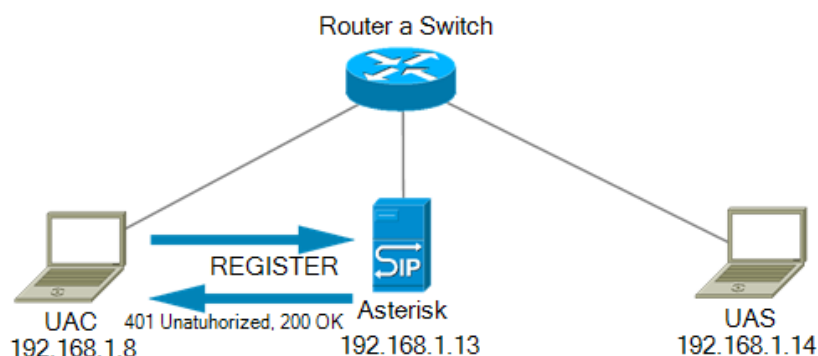 Router a Switch
REGISTER
SIP
401 Unatuhorized, 200 OK
UAC
192.168.1.8
Asterisk
192.168.1.13
UAS
192.168.1.14